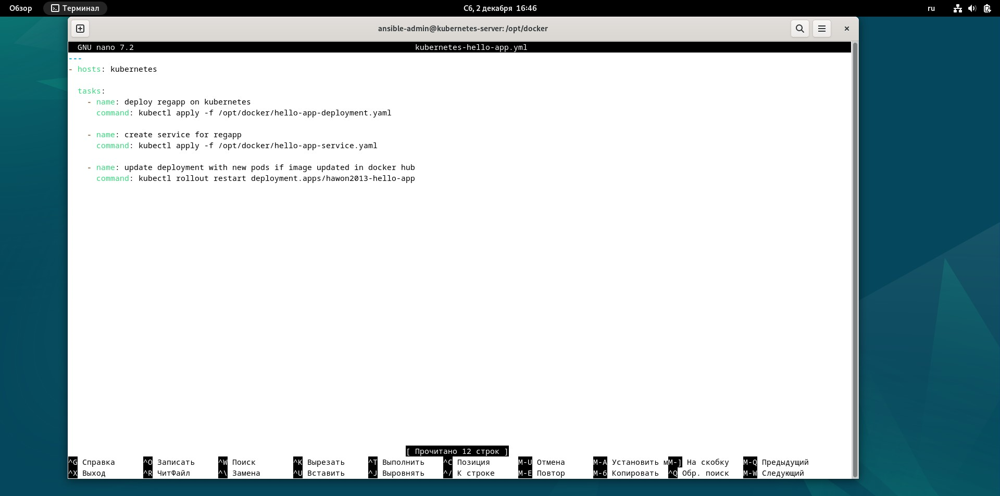 Обзор Терминал Сб, 2 декабря 16:46 ru
ansible-admin@kubernetes-server: /opt/docker
GNU nano 7.2 kubernetes-hello-app.yml
---
- hosts: kubernetes
tasks:
- name: deploy regapp on kubernetes
command: kubectl apply -f /opt/docker/hello-app-deployment.yaml
- name: create service for regapp
command: kubectl apply -f /opt/docker/hello-app-service.yaml
- name: update deployment with new pods if image updated in docker hub
command: kubectl rollout restart deployment.apps/hawon2013-hello-app
[ Прочитано 12 строк ]
^G Справка ^O Записать ^W Поиск ^K Вырезать ^T Выполнить ^C Позиция M-U Отмена M-A Установить мM-] На скобку M-Q Предыдущий
^X Выход ^R ЧитФайл ^\ Замена ^U Вставить ^J Выровнять ^/ К строке M-E Повтор M-6 Копировать ^Q Обр. поиск M-W Следующий